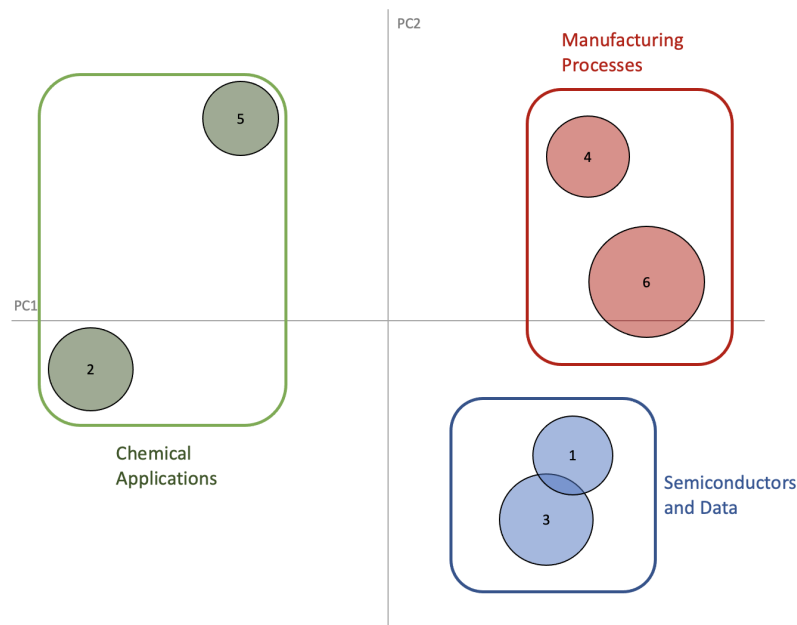 PC2
Manufacturing
Processes
5
4
6
PC1
2
Chemical
Applications
1
Semiconductors
and Data
3